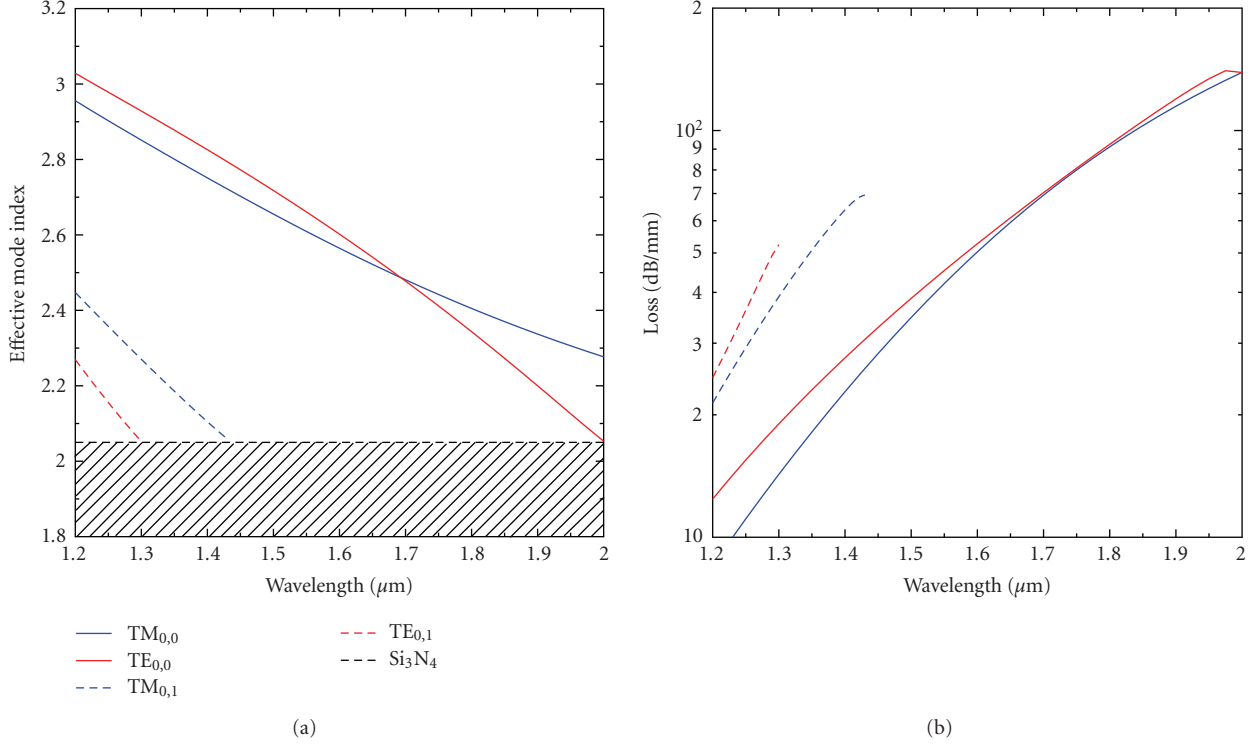 3.2
3
2.8
2.6
2.4
2.2
2
1.8
Effective mode index
1.2 1.3 1.4 1.5 1.6 1.7 1.8 1.9 2
Wavelength (μm)
TM0,0
TE0,0
TM0,1
TE0,1
Si3N4
(a)
2
10²
9
8
7
6
5
4
3
2
10
Loss (dB/mm)
1.2 1.3 1.4 1.5 1.6 1.7 1.8 1.9 2
Wavelength (μm)
(b)